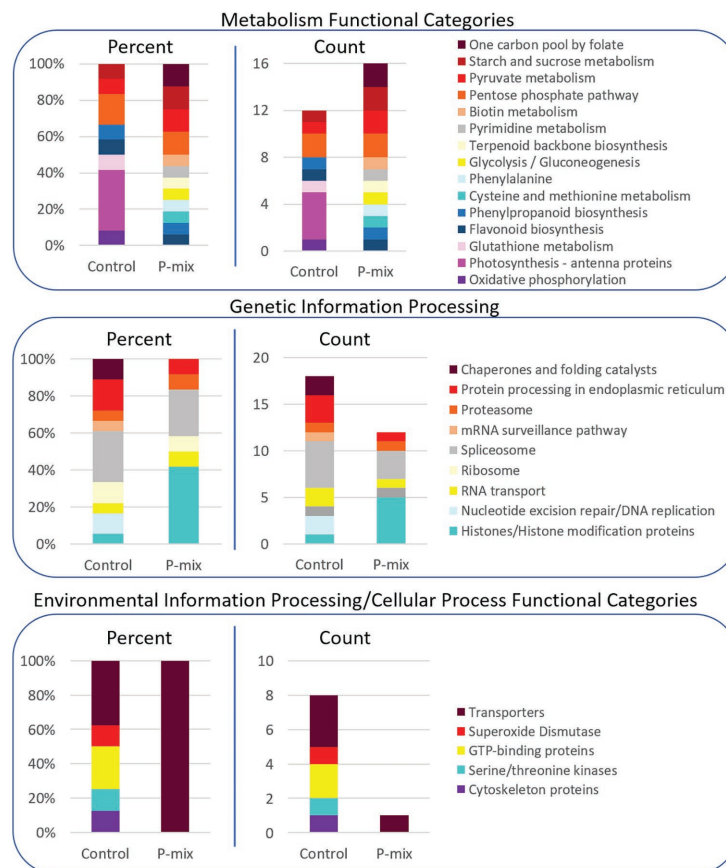 Metabolism Functional Categories
Percent
Count
100%
80%
60%
40%
20%
0%
Control P-mix
16
12
8
4
0
Control P-mix
One carbon pool by folate
Starch and sucrose metabolism
Pyruvate metabolism
Pentose phosphate pathway
Biotin metabolism
Pyrimidine metabolism
Terpenoid backbone biosynthesis
Glycolysis / Gluconeogenesis
Phenylalanine
Cysteine and methionine metabolism
Phenylpropanoid biosynthesis
Flavonoid biosynthesis
Glutathione metabolism
Photosynthesis - antenna proteins
Oxidative phosphorylation
Genetic Information Processing
Percent
Count
100%
80%
60%
40%
20%
0%
Control P-mix
20
15
10
5
0
Control P-mix
Chaperones and folding catalysts
Protein processing in endoplasmic reticulum
Proteasome
mRNA surveillance pathway
Spliceosome
Ribosome
RNA transport
Nucleotide excision repair/DNA replication
Histones/Histone modification proteins
Environmental Information Processing/Cellular Process Functional Categories
Percent
Count
100%
80%
60%
40%
20%
0%
Control P-mix
10
8
6
4
2
0
Control P-mix
Transporters
Superoxide Dismutase
GTP-binding proteins
Serine/threonine kinases
Cytoskeleton proteins